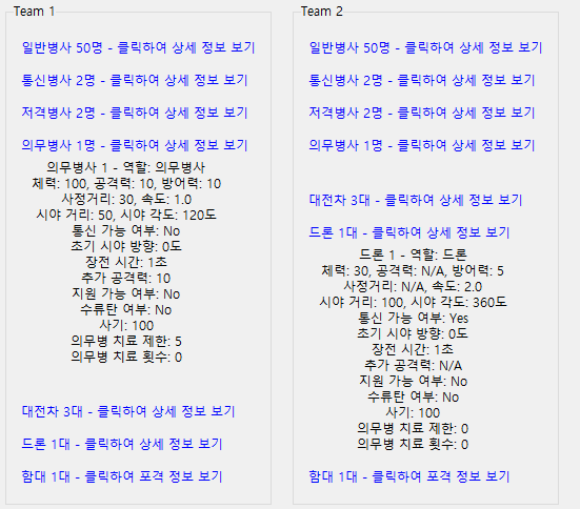 Team 1
일반병사 50명 - 클릭하여 상세 정보 보기
통신병사 2명 - 클릭하여 상세 정보 보기
저격병사 2명 - 클릭하여 상세 정보 보기
의무병사 1명 - 클릭하여 상세 정보 보기
의무병사 1 - 역할: 의무병사
체력: 100, 공격력: 10, 방어력: 10
사정거리: 30, 속도: 1.0
시야 거리: 50, 시야 각도: 120도
통신 가능 여부: No
초기 시야 방향: 0도
장전 시간: 1초
추가 공격력: 10
지원 가능 여부: No
수류탄 여부: No
사기: 100
의무병 치료 제한: 5
의무병 치료 횟수: 0
대전차 3대 - 클릭하여 상세 정보 보기
드론 1대 - 클릭하여 상세 정보 보기
함대 1대 - 클릭하여 포격 정보 보기
Team 2
일반병사 50명 - 클릭하여 상세 정보 보기
통신병사 2명 - 클릭하여 상세 정보 보기
저격병사 2명 - 클릭하여 상세 정보 보기
의무병사 1명 - 클릭하여 상세 정보 보기
대전차 3대 - 클릭하여 상세 정보 보기
드론 1대 - 클릭하여 상세 정보 보기
드론 1 - 역할: 드론
체력: 30, 공격력: N/A, 방어력: 5
사정거리: N/A, 속도: 2.0
시야 거리: 100, 시야 각도: 360도
통신 가능 여부: Yes
초기 시야 방향: 0도
장전 시간: 1초
추가 공격력: N/A
지원 가능 여부: No
수류탄 여부: No
사기: 100
의무병 치료 제한: 0
의무병 치료 횟수: 0
함대 1대 - 클릭하여 포격 정보 보기